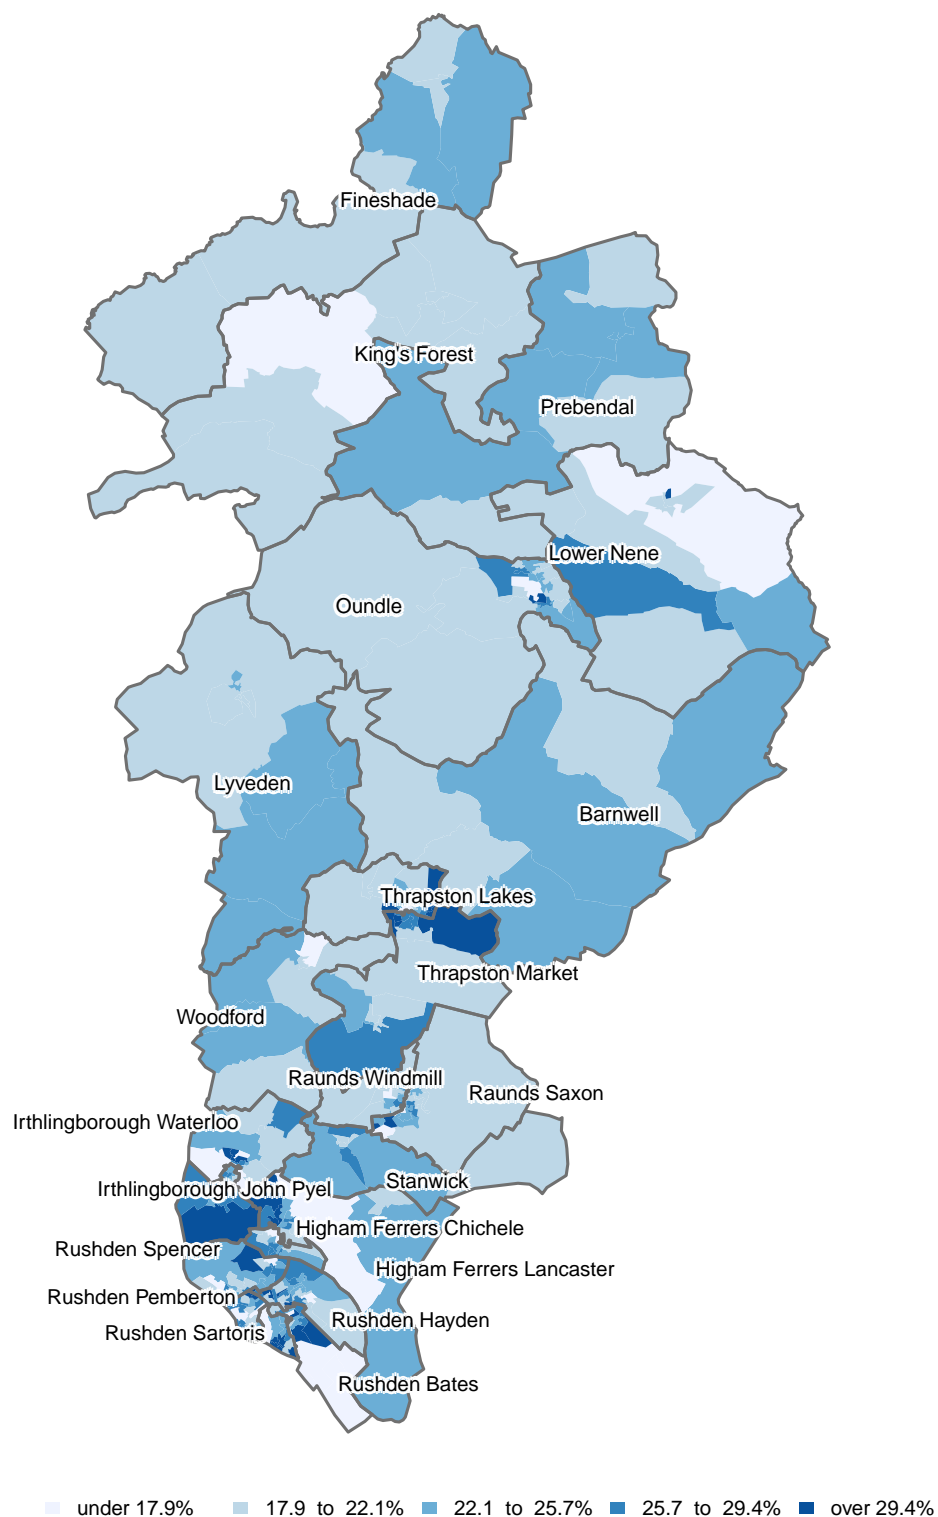 Fineshade
King's Forest
Prebendal
Lower Nene
Oundle
Lyveden
Barnwell
Thrapston Lakes
Thrapston Market
Woodford
Raunds Windmill
Raunds Saxon
Irthlingborough Waterloo
Stanwick
Irthlingborough John Pyel
Higham Ferrers Chichele
Rushden Spencer
Higham Ferrers Lancaster
Rushden Pemberton
Rushden Hayden
Rushden Sartoris
Rushden Bates
under 17.9% 17.9 to 22.1% 22.1 to 25.7% 25.7 to 29.4% over 29.4%